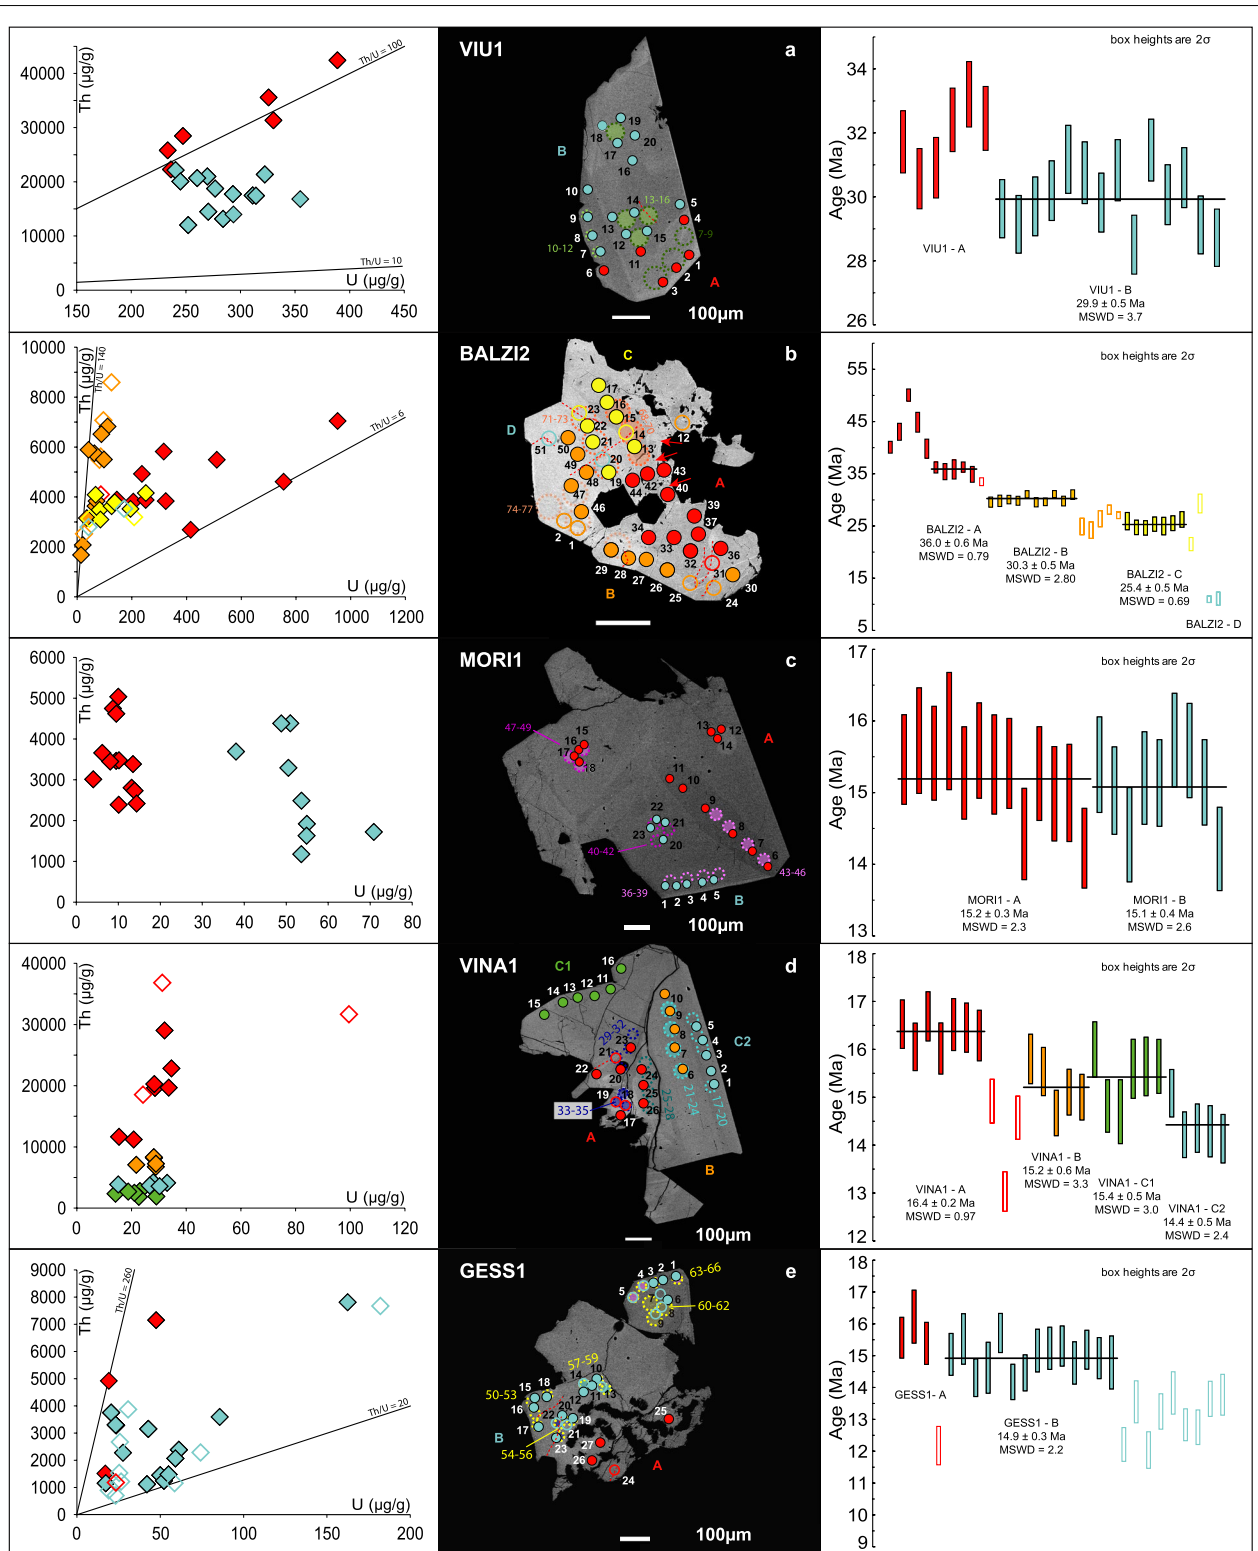 VIU1
a
Th (µg/g)
40000
30000
20000
10000
0
Th/U = 100
Th/U = 10
U (µg/g)
150 200 250 300 350 400 450
B
18
19
20
17
16
10
9
8
7
6
13
14
13-16
12
15
11
5
4
7-9
10-12
1
2
3
A
100µm
box heights are 2σ
Age (Ma)
34
32
30
28
26
VIU1 - A
VIU1 - B
29.9 ± 0.5 Ma
MSWD = 3.7
BALZI2
b
Th (µg/g)
10000
8000
6000
4000
2000
0
Th/U = 140
Th/U = 6
U (µg/g)
0 200 400 600 800 1000 1200
C
17
16
15
23
71-73
22
14
12
D
51
50
21
13
49
20
43
48
19
42
44
40
A
47
74-77
46
39
37
2
1
34
33
32
36
29
28
27
26
31
30
25
24
B
box heights are 2σ
Age (Ma)
55
45
35
25
15
5
BALZI2 - A
36.0 ± 0.6 Ma
MSWD = 0.79
BALZI2 - B
30.3 ± 0.5 Ma
MSWD = 2.80
BALZI2 - C
25.4 ± 0.5 Ma
MSWD = 0.69
BALZI2 - D
MORI1
c
Th (µg/g)
6000
5000
4000
3000
2000
1000
0
U (µg/g)
0 10 20 30 40 50 60 70 80
47-49
15
16
17
18
13
12
14
A
11
10
9
22
21
23
20
8
7
6
40-42
43-46
36-39
1 2 3 4 5
B
100µm
box heights are 2σ
Age (Ma)
17
16
15
14
13
MORI1 - A
15.2 ± 0.3 Ma
MSWD = 2.3
MORI1 - B
15.1 ± 0.4 Ma
MSWD = 2.6
VINA1
d
Th (µg/g)
40000
30000
20000
10000
0
U (µg/g)
0 20 40 60 80 100 120
C1
16
15 14 13 12 11
10
9
8
7
6
5
4
3
2
1
C2
29-32
23
21
22
20
24
19
18
25
26
17
33-35
25-28
21-24
17-20
A
B
100µm
box heights are 2σ
Age (Ma)
18
17
16
15
14
13
12
VINA1 - A
16.4 ± 0.2 Ma
MSWD = 0.97
VINA1 - B
15.2 ± 0.6 Ma
MSWD = 3.3
VINA1 - C1
15.4 ± 0.5 Ma
MSWD = 3.0
VINA1 - C2
14.4 ± 0.5 Ma
MSWD = 2.4
GESS1
e
Th (µg/g)
9000
8000
7000
6000
5000
4000
3000
2000
1000
0
Th/U = 260
Th/U = 20
U (µg/g)
0 50 100 150 200
4 3 2 1
63-66
5
7
6
60-62
8
9
57-59
10
14
11
13
12
15
18
50-53
16
22
20
19
17
21
23
B
54-56
25
27
26
A
24
100µm
box heights are 2σ
Age (Ma)
18
17
16
15
14
13
12
11
10
9
GESS1- A
GESS1 - B
14.9 ± 0.3 Ma
MSWD = 2.2